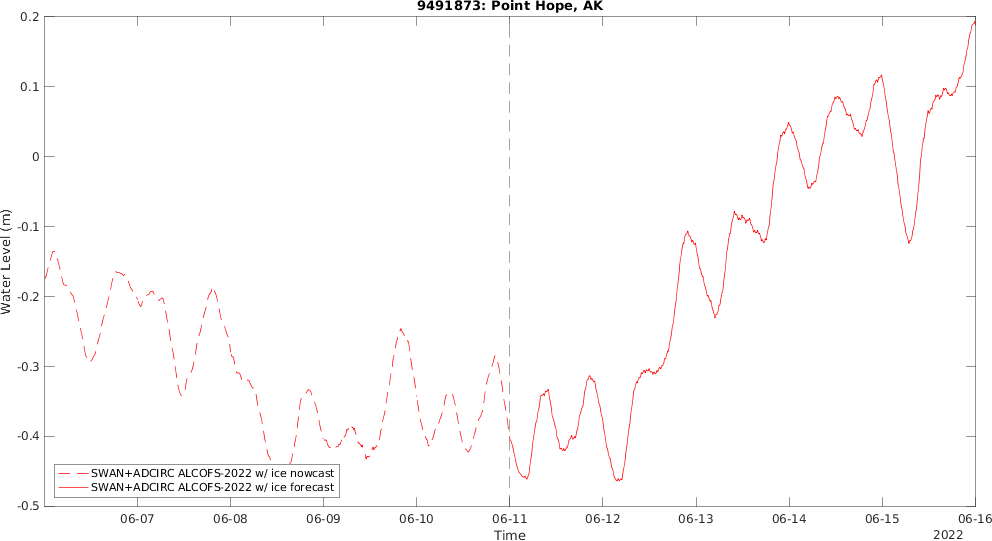 9491873: Point Hope, AK
0.2
0.1
0
-0.1
-0.2
-0.3
-0.4
-0.5
Water Level (m)
SWAN+ADCIRC ALCOFS-2022 w/ ice nowcast
SWAN+ADCIRC ALCOFS-2022 w/ ice forecast
06-07 06-08 06-09 06-10 06-11 06-12 06-13 06-14 06-15 06-16
Time
2022